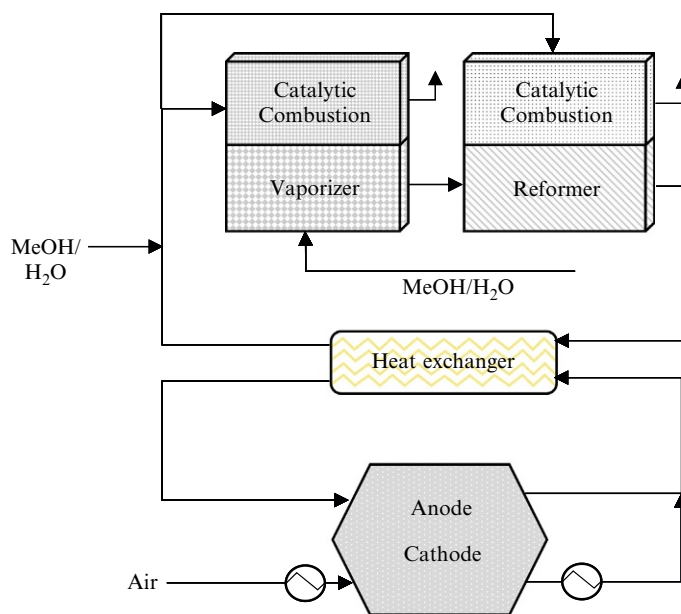 Catalytic
Combustion
Catalytic
Combustion
Vaporizer
Reformer
MeOH/
H₂O
MeOH/H₂O
Heat exchanger
Anode
Cathode
Air